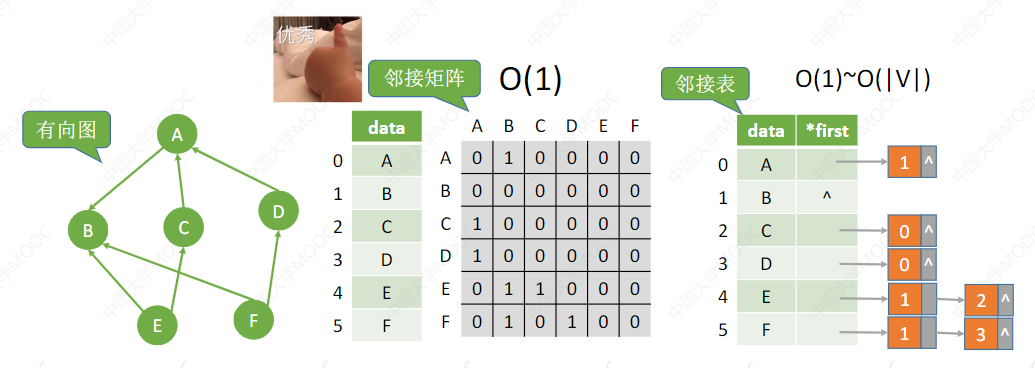 优秀
邻接矩阵
O(1)
邻接表
O(1)~O(|V|)
有向图
A
B
C
D
E
F
data
0 A
1 B
2 C
3 D
4 E
5 F
A B C D E F
A 0 1 0 0 0 0
B 0 0 0 0 0 0
C 1 0 0 0 0 0
D 1 0 0 0 0 0
E 0 1 1 0 0 0
F 0 1 0 1 0 0
data *first
0 A 1 ^
1 B ^
2 C 0 ^
3 D 0 ^
4 E 1 2 ^
5 F 1 3 ^
中国大学MOOC